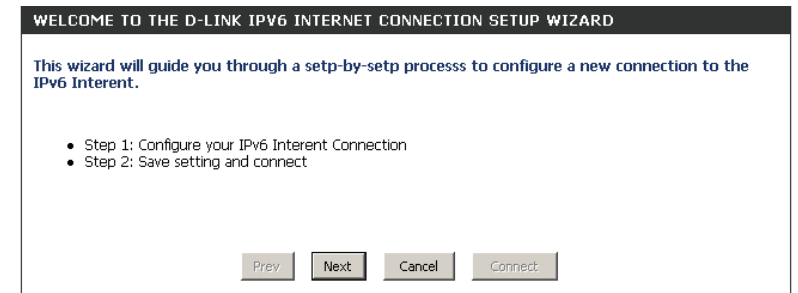 WELCOME TO THE D-LINK IPV6 INTERNET CONNECTION SETUP WIZARD
This wizard will guide you through a setp-by-setp processs to configure a new connection to the
IPv6 Interent.
• Step 1: Configure your IPv6 Interent Connection
• Step 2: Save setting and connect
Prev Next Cancel Connect